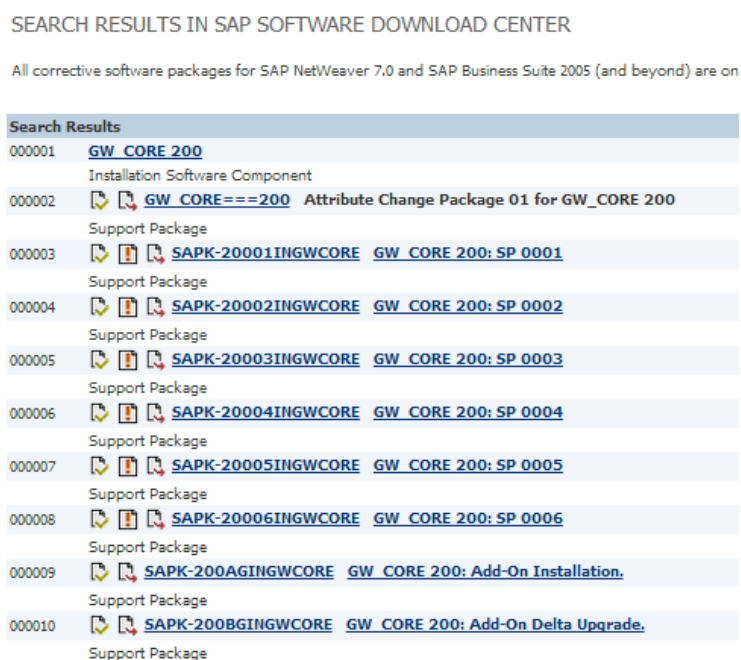 SEARCH RESULTS IN SAP SOFTWARE DOWNLOAD CENTER
All corrective software packages for SAP NetWeaver 7.0 and SAP Business Suite 2005 (and beyond) are on
Search Results
000001 GW_CORE 200
Installation Software Component
000002 GW_CORE===200 Attribute Change Package 01 for GW_CORE 200
Support Package
000003 SAPK-20001INGWCORE GW_CORE 200: SP 0001
Support Package
000004 SAPK-20002INGWCORE GW_CORE 200: SP 0002
Support Package
000005 SAPK-20003INGWCORE GW_CORE 200: SP 0003
Support Package
000006 SAPK-20004INGWCORE GW_CORE 200: SP 0004
Support Package
000007 SAPK-20005INGWCORE GW_CORE 200: SP 0005
Support Package
000008 SAPK-20006INGWCORE GW_CORE 200: SP 0006
Support Package
000009 SAPK-200AGINGWCORE GW_CORE 200: Add-On Installation.
Support Package
000010 SAPK-200BGINGWCORE GW_CORE 200: Add-On Delta Upgrade.
Support Package